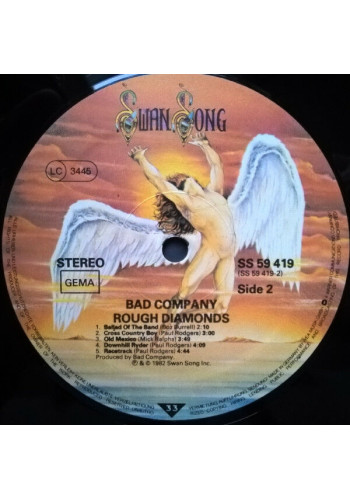 SWAN SONG
LC 3445
STEREO
GEMA
SS 59 419
(SS 59 419-2)
Side 2
BAD COMPANY
ROUGH DIAMONDS
1. Ballad Of The Band (Boz Burrell) 2:10
2. Cross Country Boy (Paul Rodgers) 3:00
3. Old Mexico (Mick Ralphs)
4. Downhill Ryder (Paul Rodgers) 4:09
5. Racetrack (Paul Rodgers) 4:44
Produced by Bad Company.
℗ & © 1982 Swan Song Inc.
33